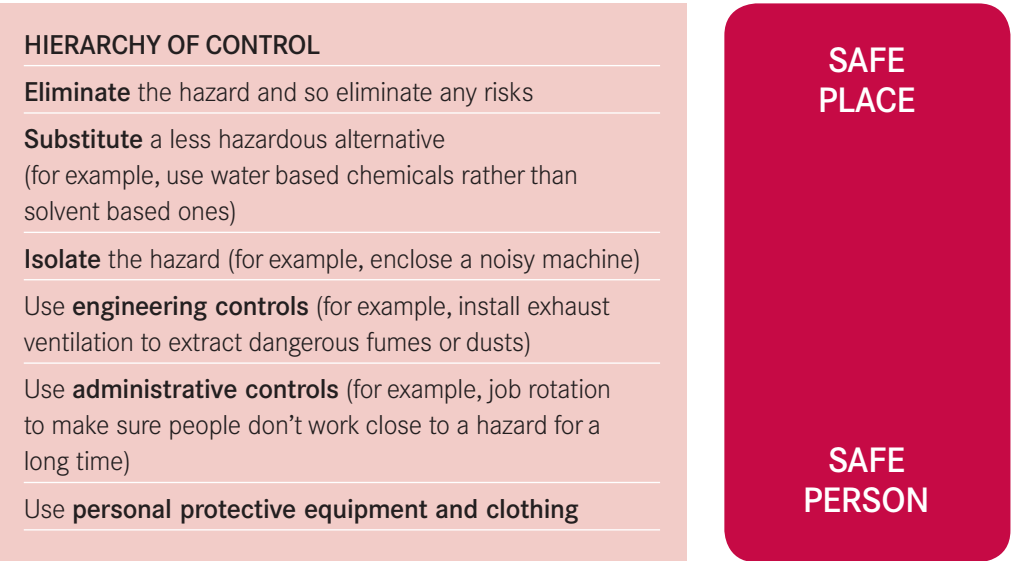 HIERARCHY OF CONTROL
Eliminate the hazard and so eliminate any risks
Substitute a less hazardous alternative
(for example, use water based chemicals rather than
solvent based ones)
Isolate the hazard (for example, enclose a noisy machine)
Use engineering controls (for example, install exhaust
ventilation to extract dangerous fumes or dusts)
Use administrative controls (for example, job rotation
to make sure people don’t work close to a hazard for a
long time)
Use personal protective equipment and clothing
SAFE
PLACE
SAFE
PERSON